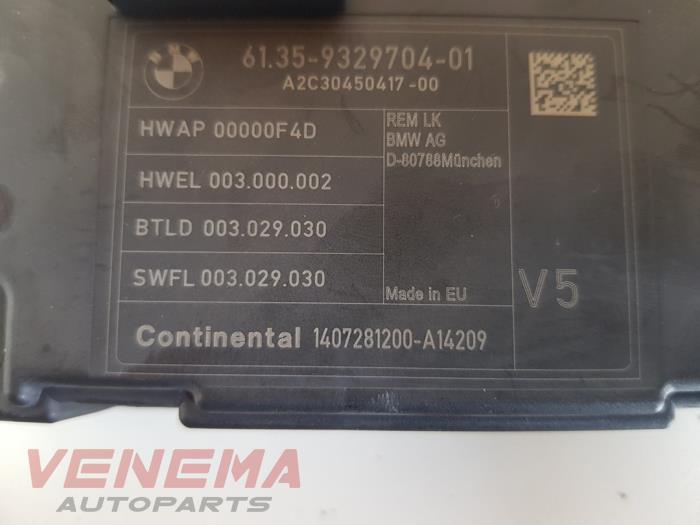 BMW
61.35-9329704-01
A2C30450417-00
HWAP 00000F4D
HWEL 003.000.002
BTLD 003.029.030
SWFL 003.029.030
REM LK
BMW AG
D-80788München
Made in EU
V5
Continental 1407281200-A14209
VENEMA
AUTOPARTS